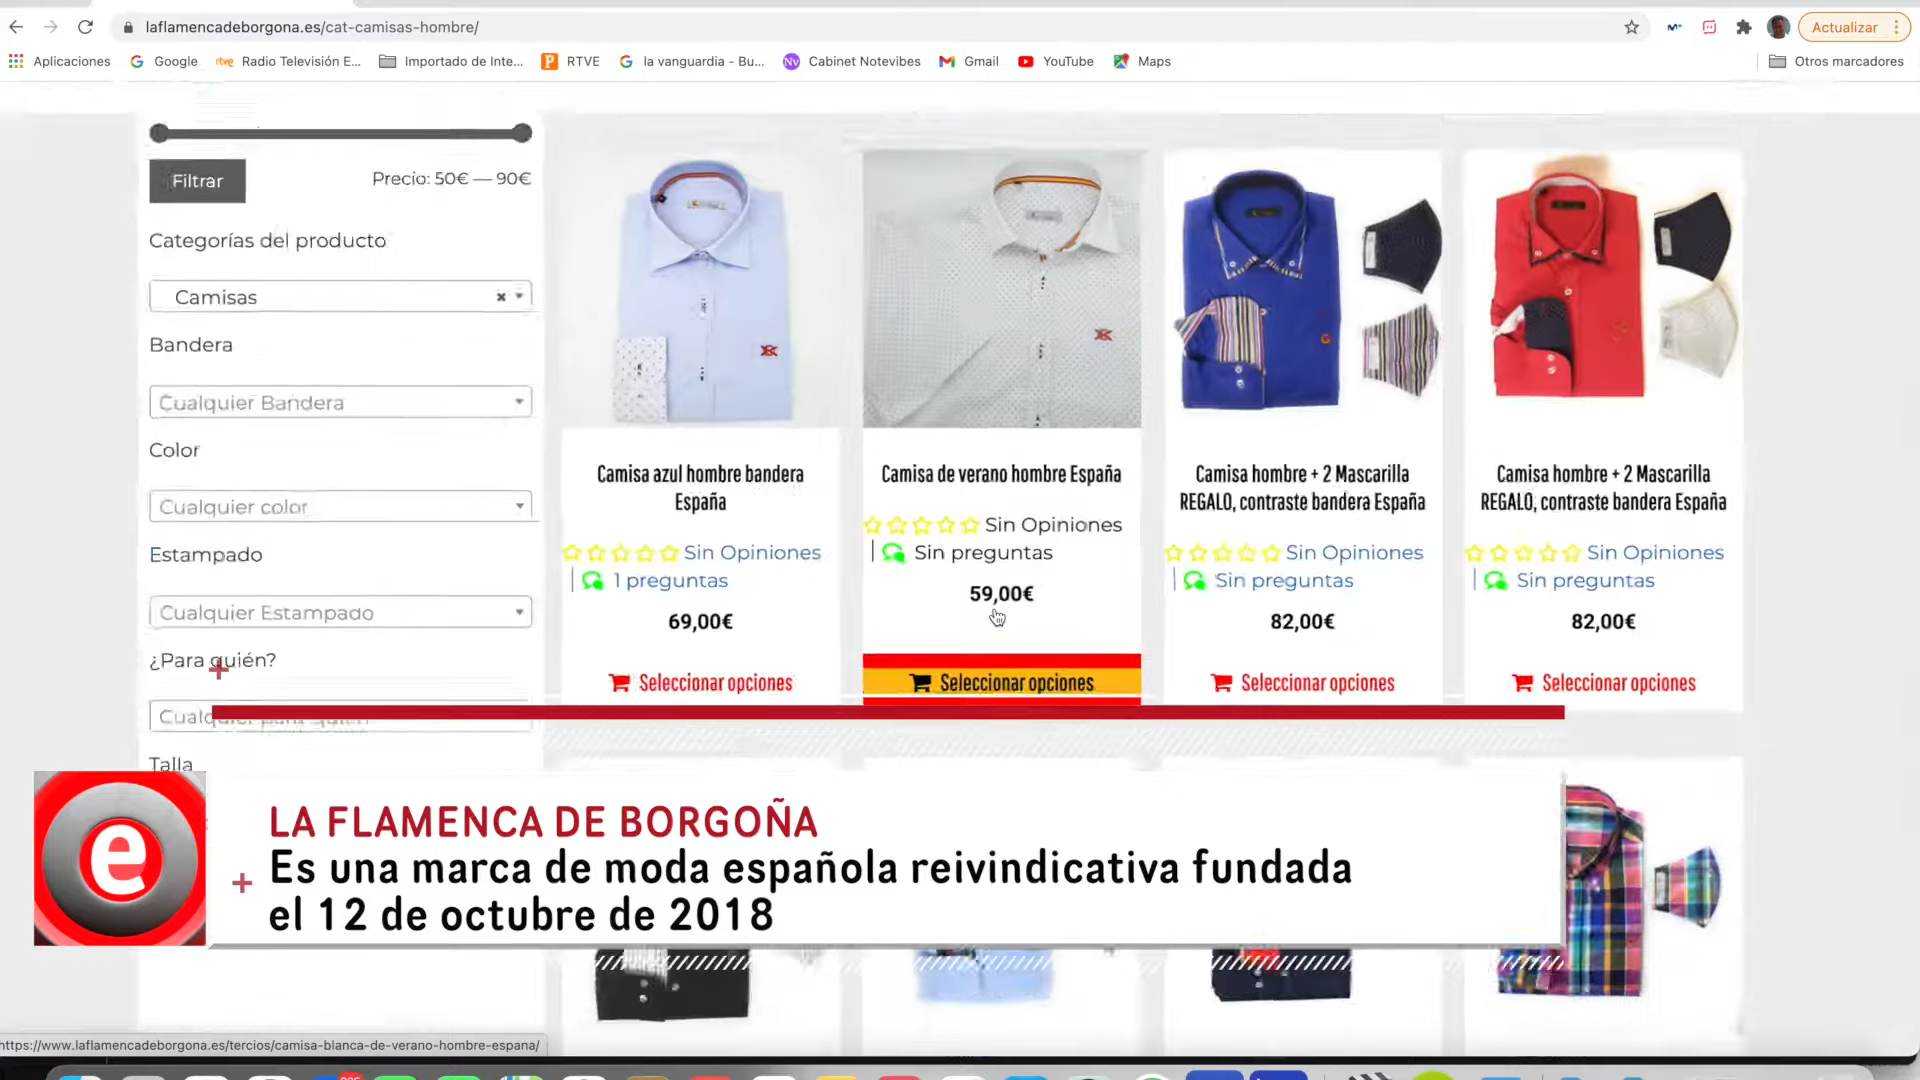 laflamencadeborgona.es/cat-camisas-hombre/
Actualizar
Aplicaciones
Google
Radio Televisión E...
Importado de Inte...
RTVE
la vanguardia - Bu...
Cabinet Notevibes
Gmail
YouTube
Maps
Otros marcadores
Filtrar
Precio: 50€ — 90€
Categorías del producto
Camisas
Bandera
Cualquier Bandera
Color
Cualquier color
Estampado
Cualquier Estampado
¿Para quién?
Talla
Camisa azul hombre bandera
España
Sin Opiniones
1 preguntas
69,00€
Seleccionar opciones
Camisa de verano hombre España
Sin Opiniones
Sin preguntas
59,00€
Seleccionar opciones
Camisa hombre + 2 Mascarilla
REGALO, contraste bandera España
Sin Opiniones
Sin preguntas
82,00€
Seleccionar opciones
Camisa hombre + 2 Mascarilla
REGALO, contraste bandera España
Sin Opiniones
Sin preguntas
82,00€
Seleccionar opciones
e
LA FLAMENCA DE BORGOÑA
Es una marca de moda española reivindicativa fundada
el 12 de octubre de 2018
https://www.laflamencadeborgona.es/tercios/camisa-blanca-de-verano-hombre-espana/